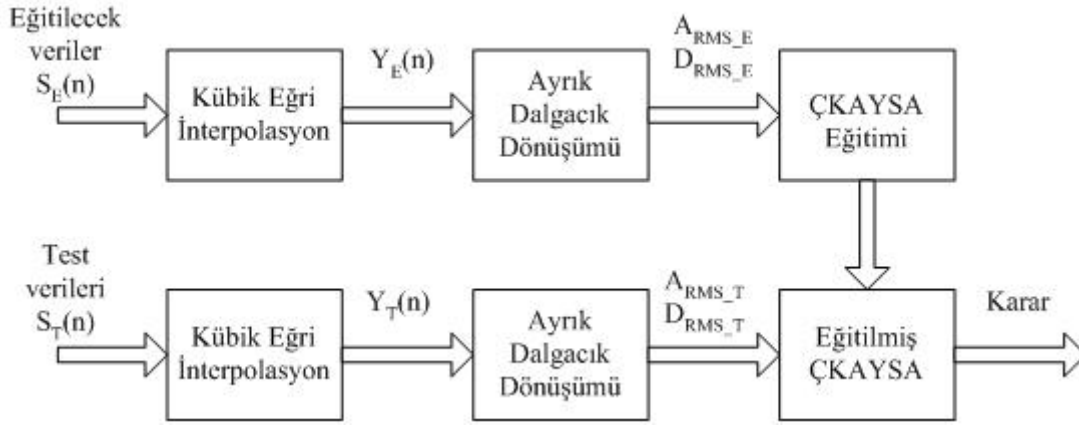 Eğitilecek
veriler
S_E(n)
Kübik Eğri
İnterpolasyon
Y_E(n)
Ayrık
Dalgacık
Dönüşümü
A_RMS_E
D_RMS_E
ÇKAYSA
Eğitimi
Test
verileri
S_T(n)
Kübik Eğri
İnterpolasyon
Y_T(n)
Ayrık
Dalgacık
Dönüşümü
A_RMS_T
D_RMS_T
Eğitilmiş
ÇKAYSA
Karar